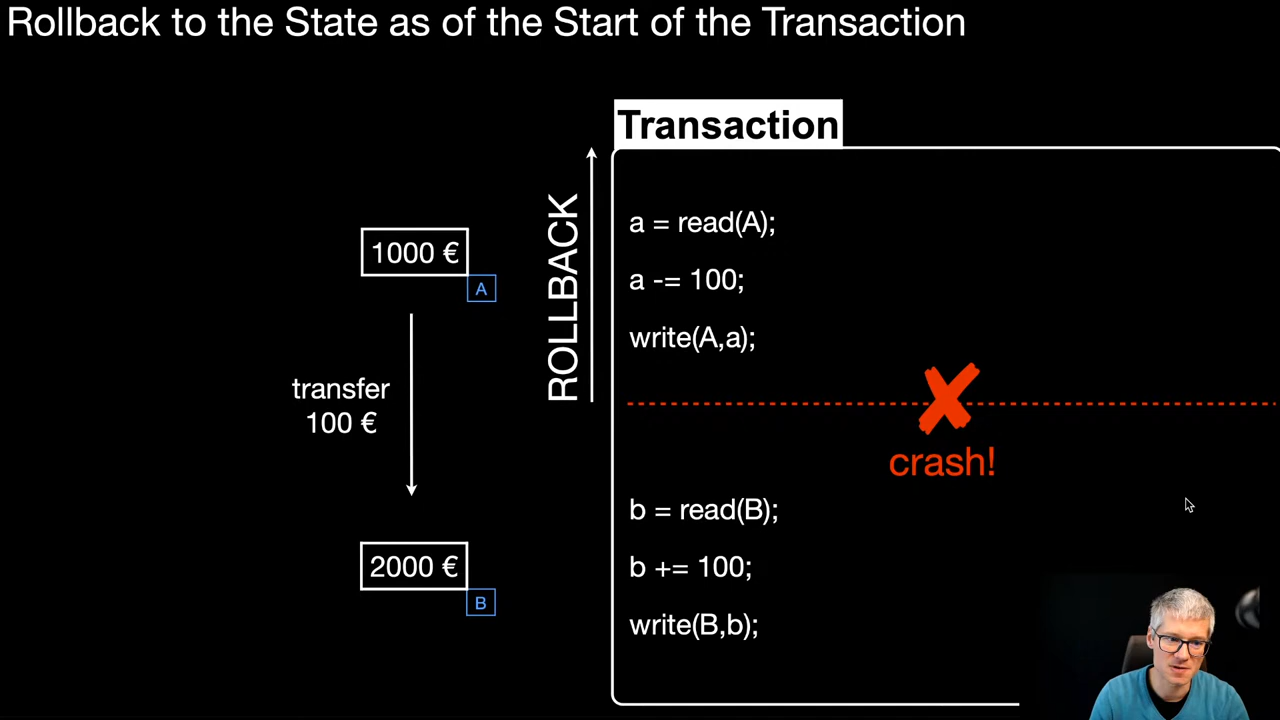 Rollback to the State as of the Start of the Transaction
Transaction
ROLLBACK
1000 €
A
transfer
100 €
2000 €
B
a = read(A);
a -= 100;
write(A,a);
crash!
b = read(B);
b += 100;
write(B,b);